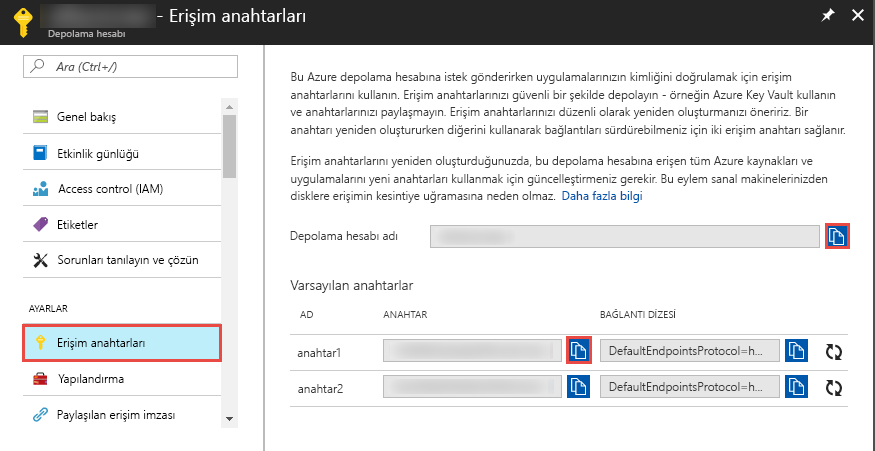 - Erişim anahtarları
Depolama hesabı
Ara (Ctrl+/)
Genel bakış
Etkinlik günlüğü
Access control (IAM)
Etiketler
Sorunları tanılayın ve çözün
AYARLAR
Erişim anahtarları
Yapılandırma
Paylaşılan erişim imzası
Bu Azure depolama hesabına istek gönderirken uygulamalarınızın kimliğini doğrulamak için erişim
anahtarlarını kullanın. Erişim anahtarlarınızı güvenli bir şekilde depolayın - örneğin Azure Key Vault kullanın
ve anahtarlarınızı paylaşmayın. Erişim anahtarlarınızı düzenli olarak yeniden oluşturmanızı öneririz. Bir
anahtarı yeniden oluştururken diğerini kullanarak bağlantıları sürdürebilmeniz için iki erişim anahtarı sağlanır.
Erişim anahtarlarını yeniden oluşturduğunuzda, bu depolama hesabına erişen tüm Azure kaynakları ve
uygulamalarını yeni anahtarları kullanmak için güncelleştirmeniz gerekir. Bu eylem sanal makinelerinizden
disklere erişimin kesintiye uğramasına neden olmaz. Daha fazla bilgi
Depolama hesabı adı
Varsayılan anahtarlar
AD ANAHTAR BAĞLANTI DİZESİ
anahtar1 DefaultEndpointsProtocol=h...
anahtar2 DefaultEndpointsProtocol=h...